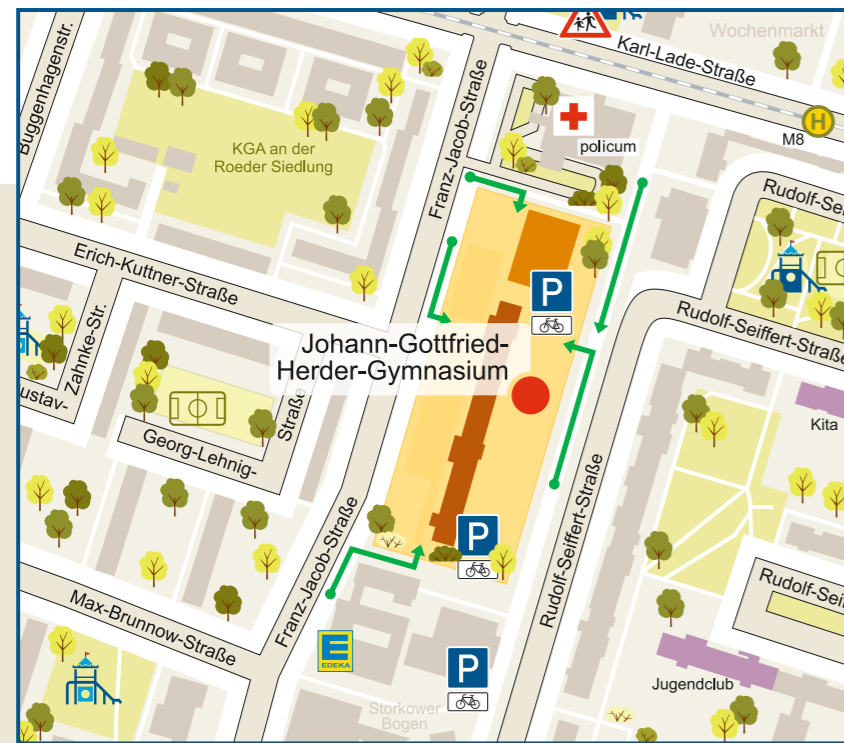 Wochenmarkt
Karl-Lade-Straße
H
M8
Buggenhagenstr.
Franz-Jacob-Straße
policum
KGA an der
Roeder Siedlung
Rudolf-Sei
Erich-Kuttner-Straße
P
Rudolf-Seiffert-Straße
Johann-Gottfried-
Herder-Gymnasium
Zahnke-Str.
ustav-
Straße
Georg-Lehnig-
Kita
Franz-Jacob-Straße
Rudolf-Seiffert-Straße
P
Rudolf-Seif
Max-Brunnow-Straße
E
EDEKA
P
Jugendclub
Storkower
Bogen